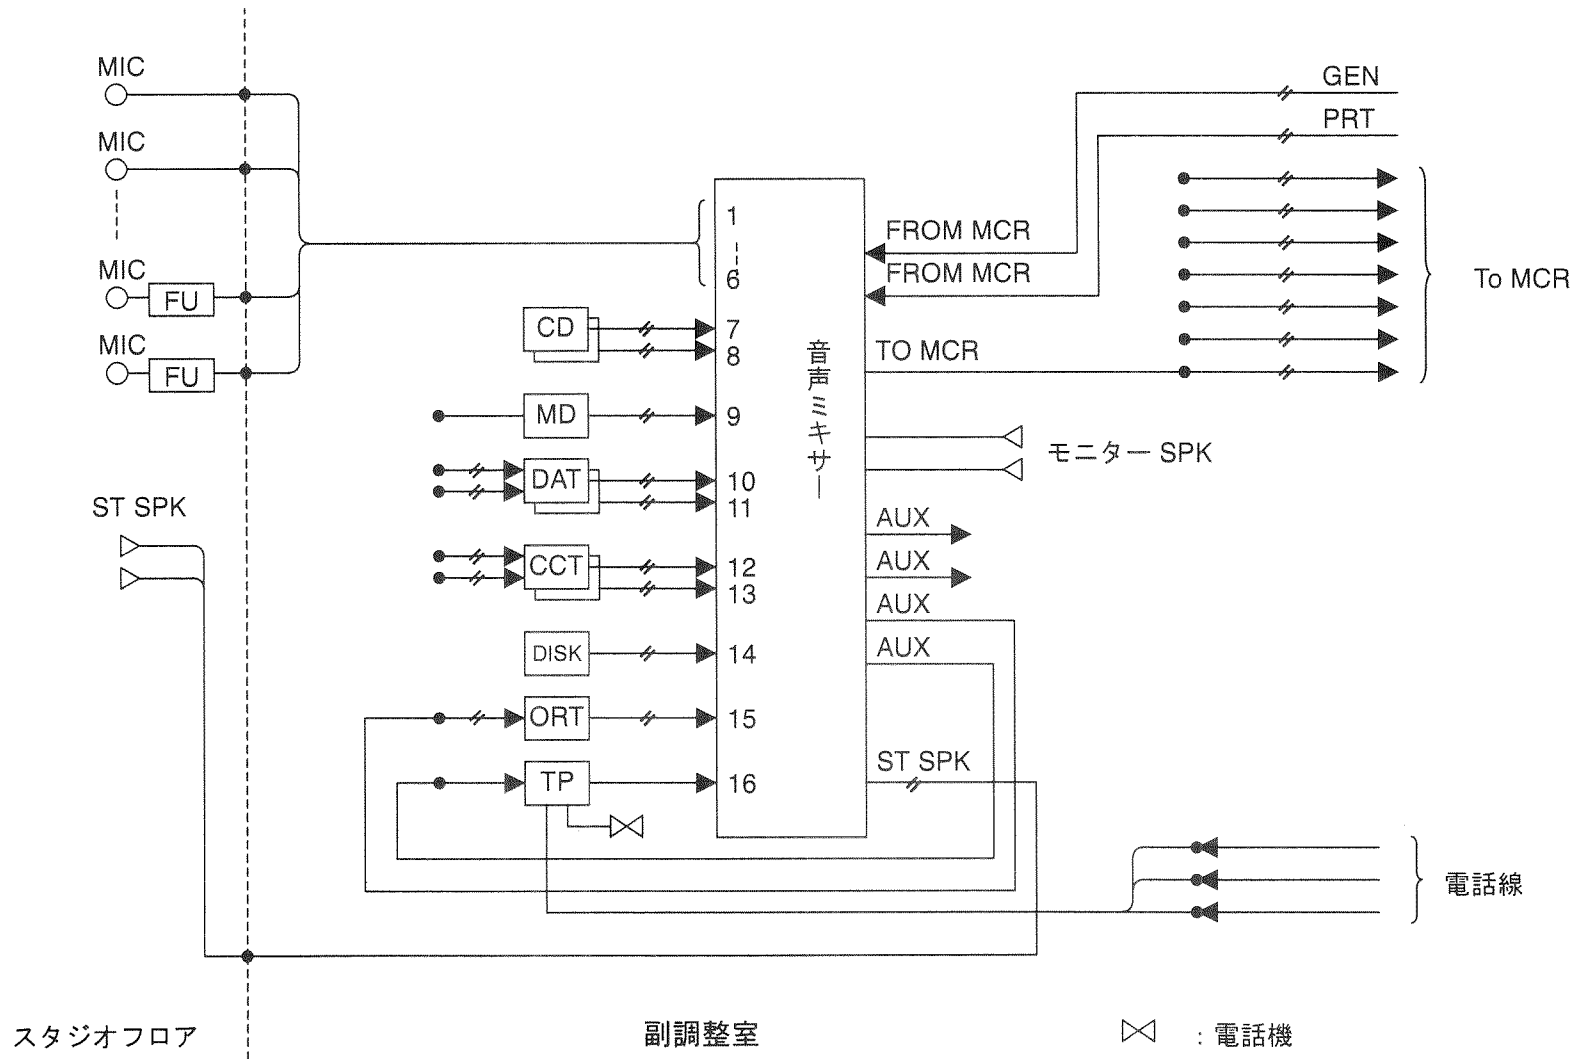 MIC
MIC
MIC
FU
MIC
FU
ST SPK
CD
MD
DAT
CCT
DISK
ORT
TP
1
6
7
8
9
10
11
12
13
14
15
16
音声ミキサー
GEN
PRT
FROM MCR
FROM MCR
To MCR
TO MCR
モニター SPK
AUX
AUX
AUX
AUX
ST SPK
電話線
スタジオフロア
副調整室
: 電話機